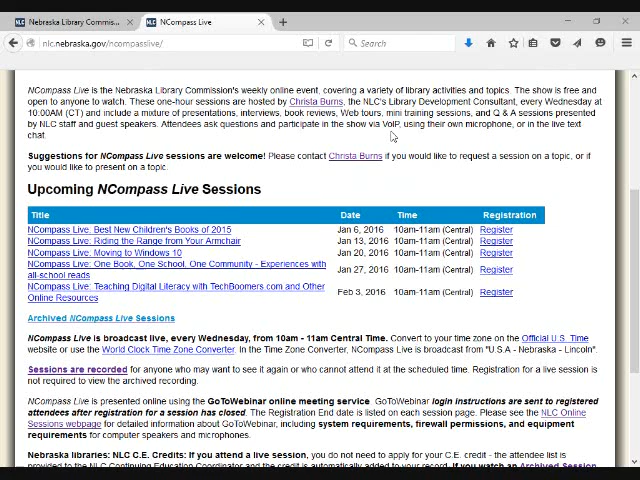 NLC Nebraska Library Commiss... × NLC NCompass Live × +
nlc.nebraska.gov/ncompasslive/ Search
NCompass Live is the Nebraska Library Commission's weekly online event, covering a variety of library activities and topics. The show is free and
open to anyone to watch. These one-hour sessions are hosted by Christa Burns, the NLC's Library Development Consultant, every Wednesday at
10:00AM (CT) and include a mixture of presentations, interviews, book reviews, Web tours, mini training sessions, and Q & A sessions presented
by NLC staff and guest speakers. Attendees ask questions and participate in the show via VoIP, using their own microphone, or in the live text
chat.
Suggestions for NCompass Live sessions are welcome! Please contact Christa Burns if you would like to request a session on a topic, or if
you would like to present on a topic.
Upcoming NCompass Live Sessions
Title Date Time Registration
NCompass Live: Best New Children's Books of 2015 Jan 6, 2016 10am-11am (Central) Register
NCompass Live: Riding the Range from Your Armchair Jan 13, 2016 10am-11am (Central) Register
NCompass Live: Moving to Windows 10 Jan 20, 2016 10am-11am (Central) Register
NCompass Live: One Book, One School, One Community - Experiences with
all-school reads Jan 27, 2016 10am-11am (Central) Register
NCompass Live: Teaching Digital Literacy with TechBoomers.com and Other
Online Resources Feb 3, 2016 10am-11am (Central) Register
Archived NCompass Live Sessions
NCompass Live is broadcast live, every Wednesday, from 10am - 11am Central Time. Convert to your time zone on the Official U.S. Time
website or use the World Clock Time Zone Converter. In the Time Zone Converter, NCompass Live is broadcast from "U.S.A - Nebraska - Lincoln".
Sessions are recorded for anyone who may want to see it again or who cannot attend it at the scheduled time. Registration for a live session is
not required to view the archived recording.
NCompass Live is presented online using the GoToWebinar online meeting service. GoToWebinar login instructions are sent to registered
attendees after registration for a session has closed. The Registration End date is listed on each session page. Please see the NLC Online
Sessions webpage for detailed information about GoToWebinar, including system requirements, firewall permissions, and equipment
requirements for computer speakers and microphones.
Nebraska libraries: NLC C.E. Credits: If you attend a live session, you do not need to apply for your C.E. credit - the attendee list is
provided to the NLC Continuing Education Coordinator and the credit is automatically added to your record. If you watch an Archived Session,